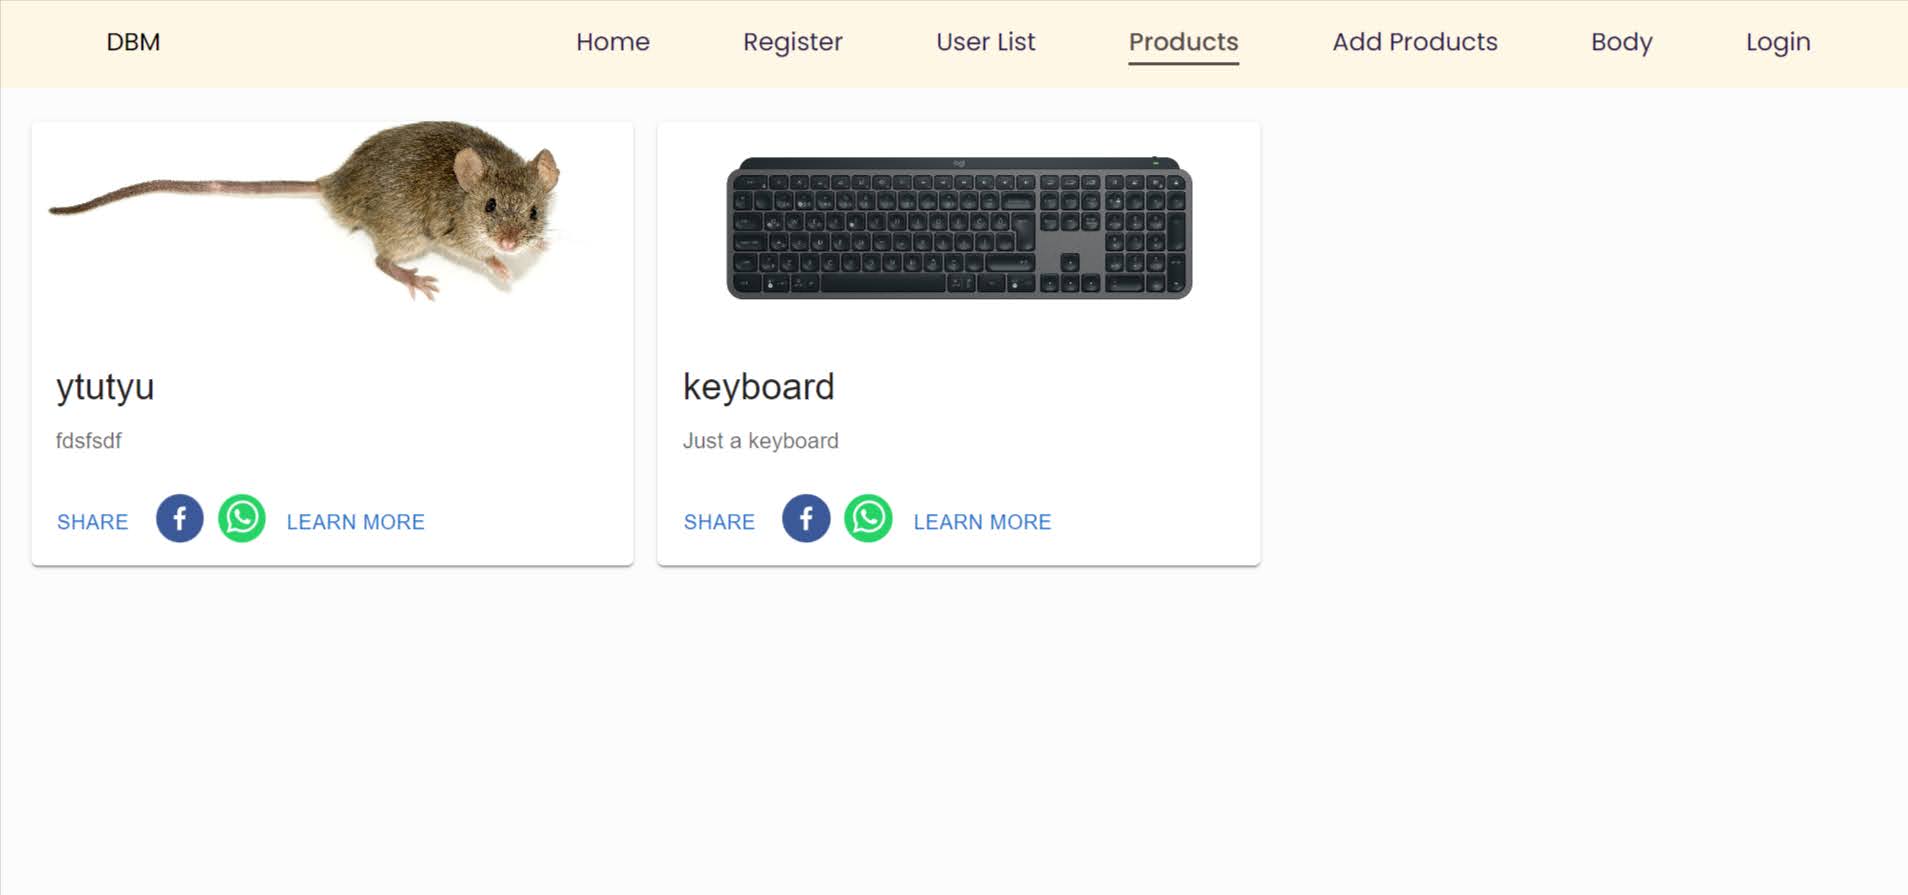 DBM Home Register User List Products Add Products Body Login
ytutyu
fdsfsdf
SHARE LEARN MORE
keyboard
Just a keyboard
SHARE LEARN MORE